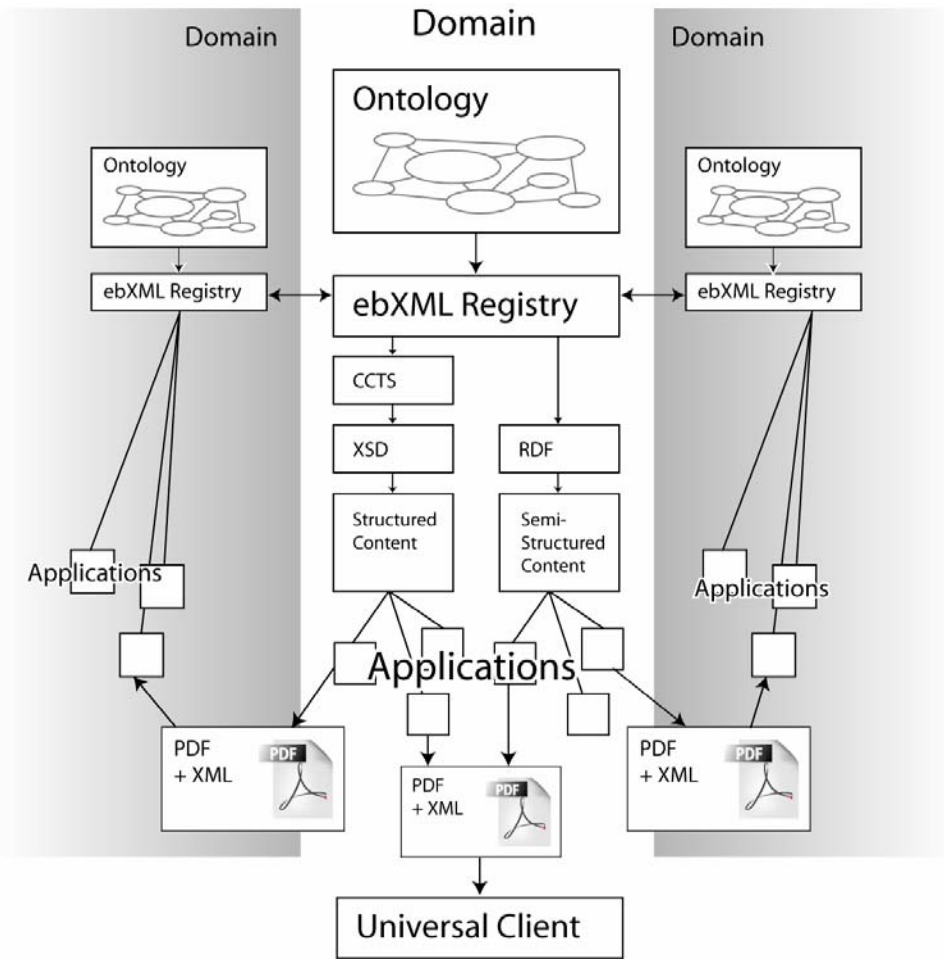 Domain
Domain
Domain
Ontology
Ontology
Ontology
ebXML Registry
ebXML Registry
ebXML Registry
CCTS
XSD
RDF
Structured
Content
Semi-
Structured
Content
Applications
Applications
Applications
PDF
+ XML
PDF
PDF
+ XML
PDF
PDF
+ XML
PDF
Universal Client